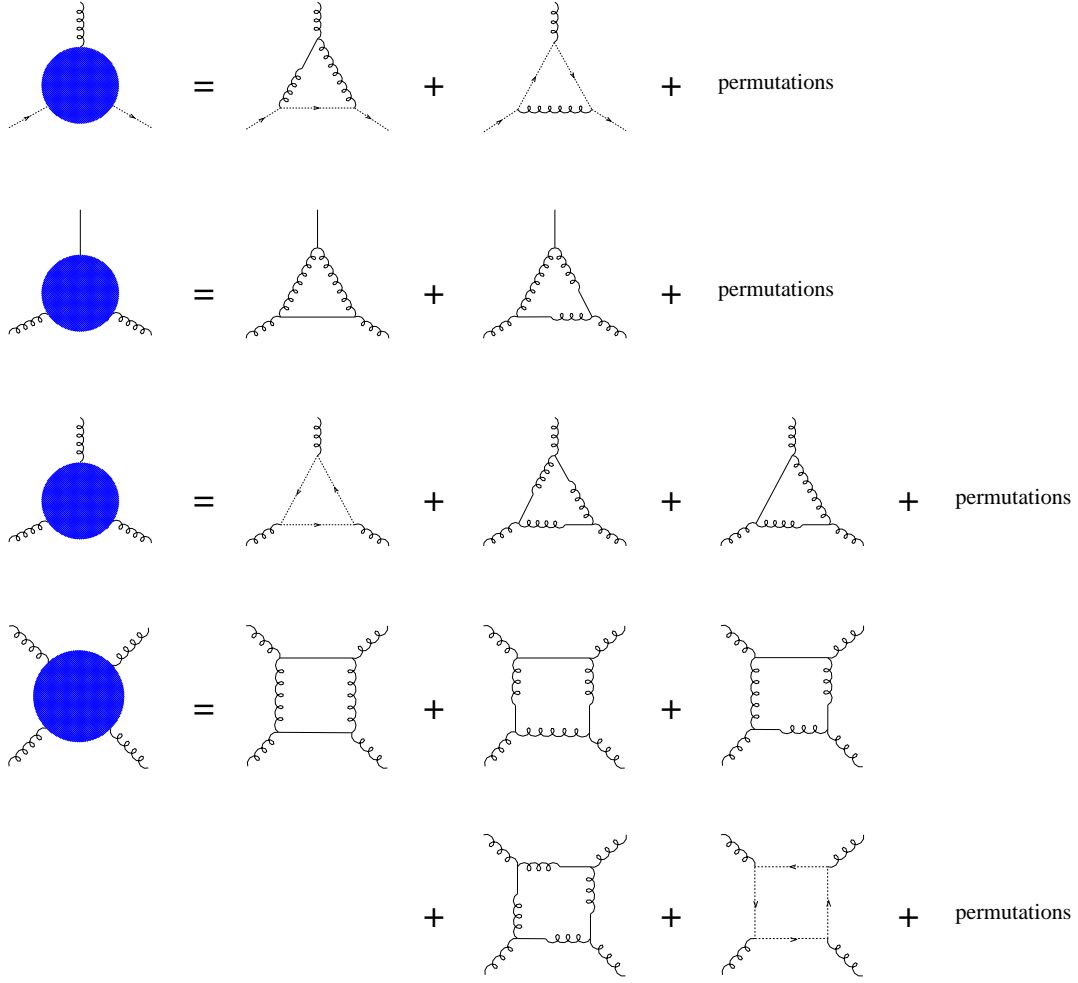 = + + permutations
= + + permutations
= + + + permutations
= + +
+ + + permutations